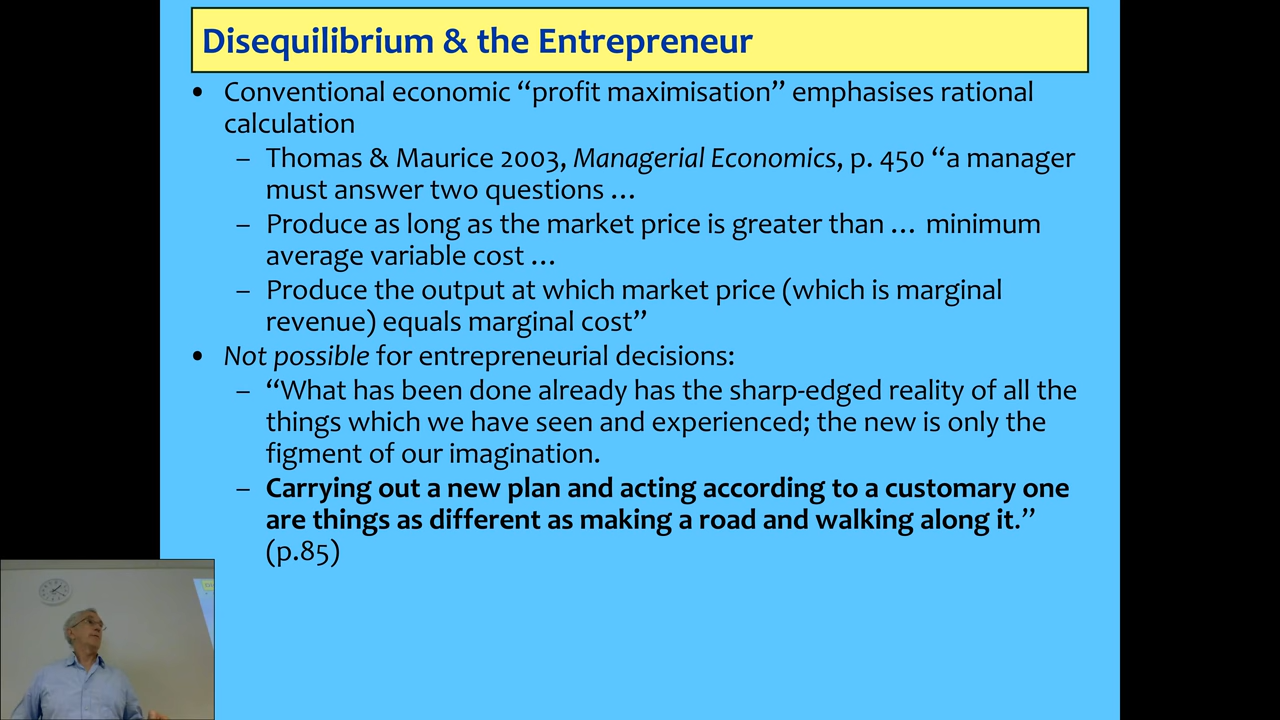 Disequilibrium & the Entrepreneur
• Conventional economic “profit maximisation” emphasises rational
calculation
– Thomas & Maurice 2003, Managerial Economics, p. 450 “a manager
must answer two questions …
– Produce as long as the market price is greater than … minimum
average variable cost …
– Produce the output at which market price (which is marginal
revenue) equals marginal cost”
• Not possible for entrepreneurial decisions:
– “What has been done already has the sharp-edged reality of all the
things which we have seen and experienced; the new is only the
figment of our imagination.
– Carrying out a new plan and acting according to a customary one
are things as different as making a road and walking along it.”
(p.85)